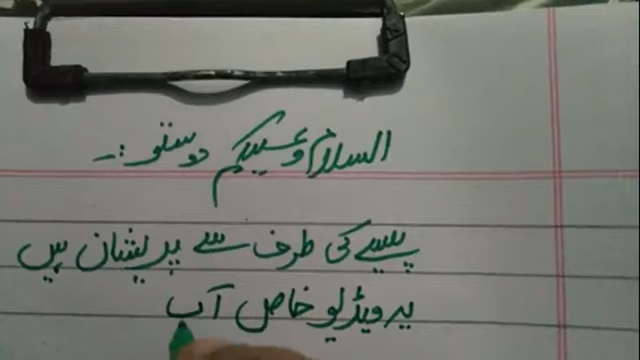 السلام وعلیکم دوستو :۔
پیسے کی طرف سے پریشان ہیں
یہ ویڈیو خاص آپ